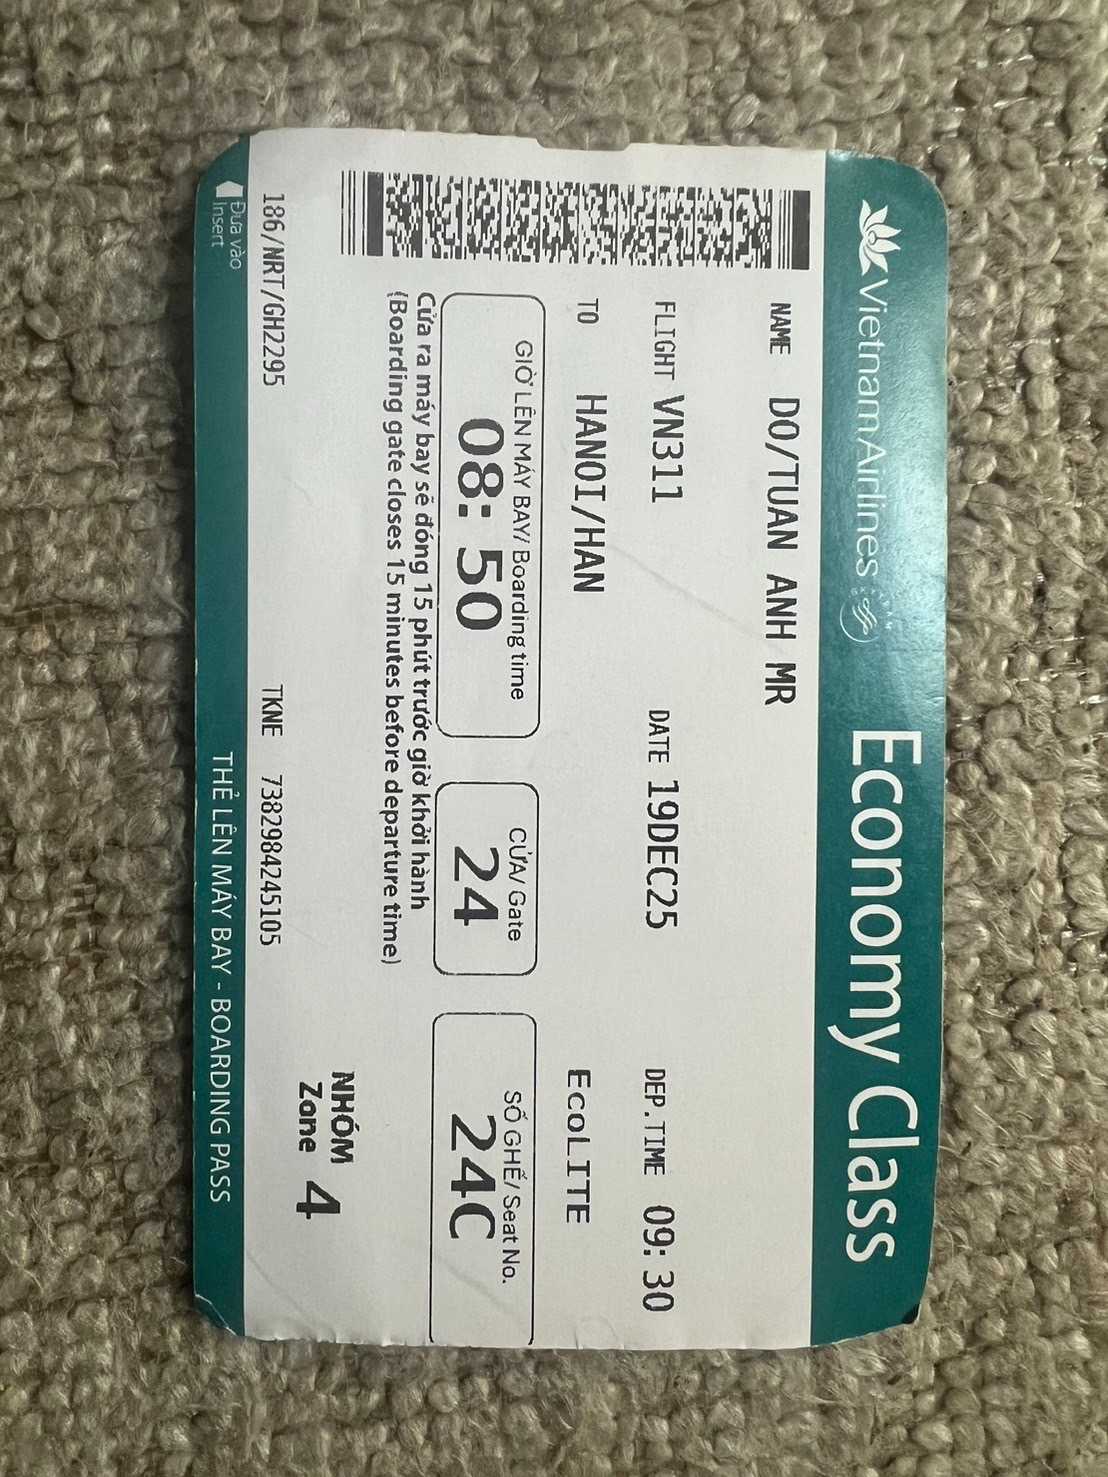 Vietnam Airlines SKYTEAM Economy Class
NAME DO/TUAN ANH MR
FLIGHT VN311 DATE 19DEC25 DEP.TIME 09:30
TO HANOI/HAN EcoLITE
GIỜ LÊN MÁY BAY/ Boarding time CỬA/ Gate SỐ GHẾ/ Seat No.
08:50 24 24C
Cửa ra máy bay sẽ đóng 15 phút trước giờ khởi hành
(Boarding gate closes 15 minutes before departure time)
NHÓM
Zone 4
186/NRT/GH2295 TKNE 7382984245105
Đưa vào
Insert
THẺ LÊN MÁY BAY - BOARDING PASS